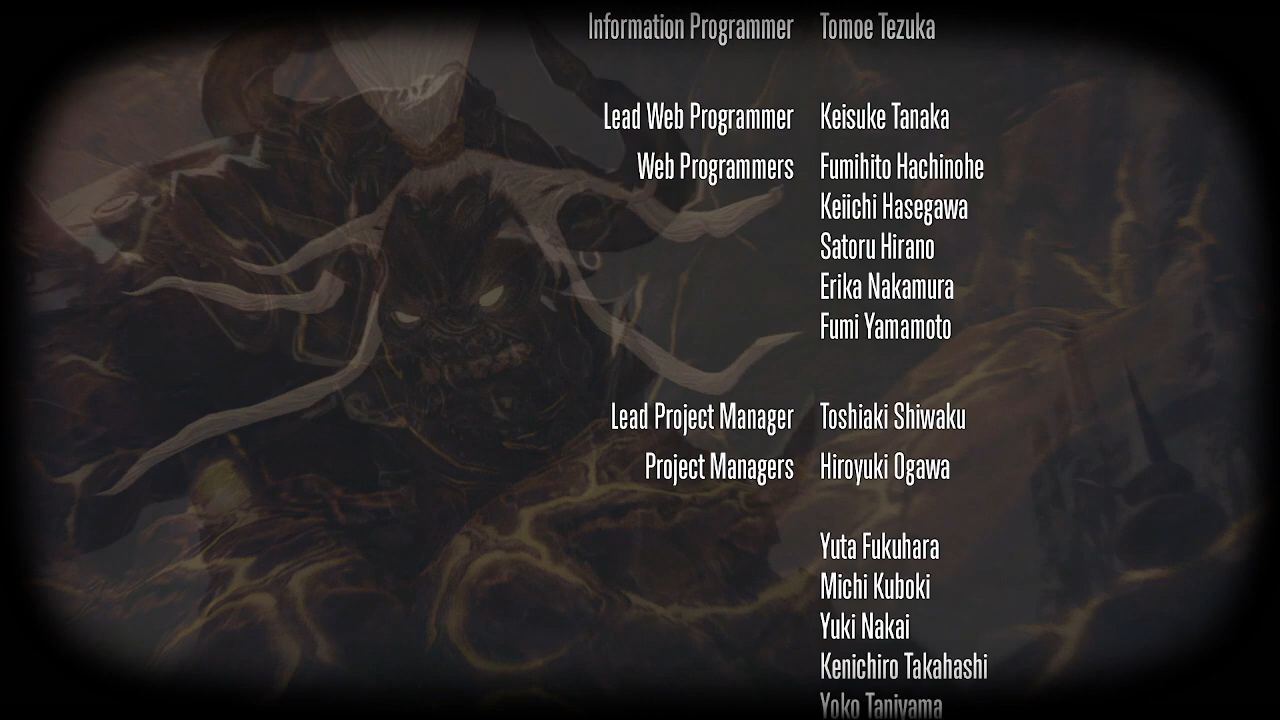 Information Programmer Tomoe Tezuka
Lead Web Programmer Keisuke Tanaka
Web Programmers Fumihito Hachinohe
Keiichi Hasegawa
Satoru Hirano
Erika Nakamura
Fumi Yamamoto
Lead Project Manager Toshiaki Shiwaku
Project Managers Hiroyuki Ogawa
Yuta Fukuhara
Michi Kuboki
Yuki Nakai
Kenichiro Takahashi
Yoko Taniyama